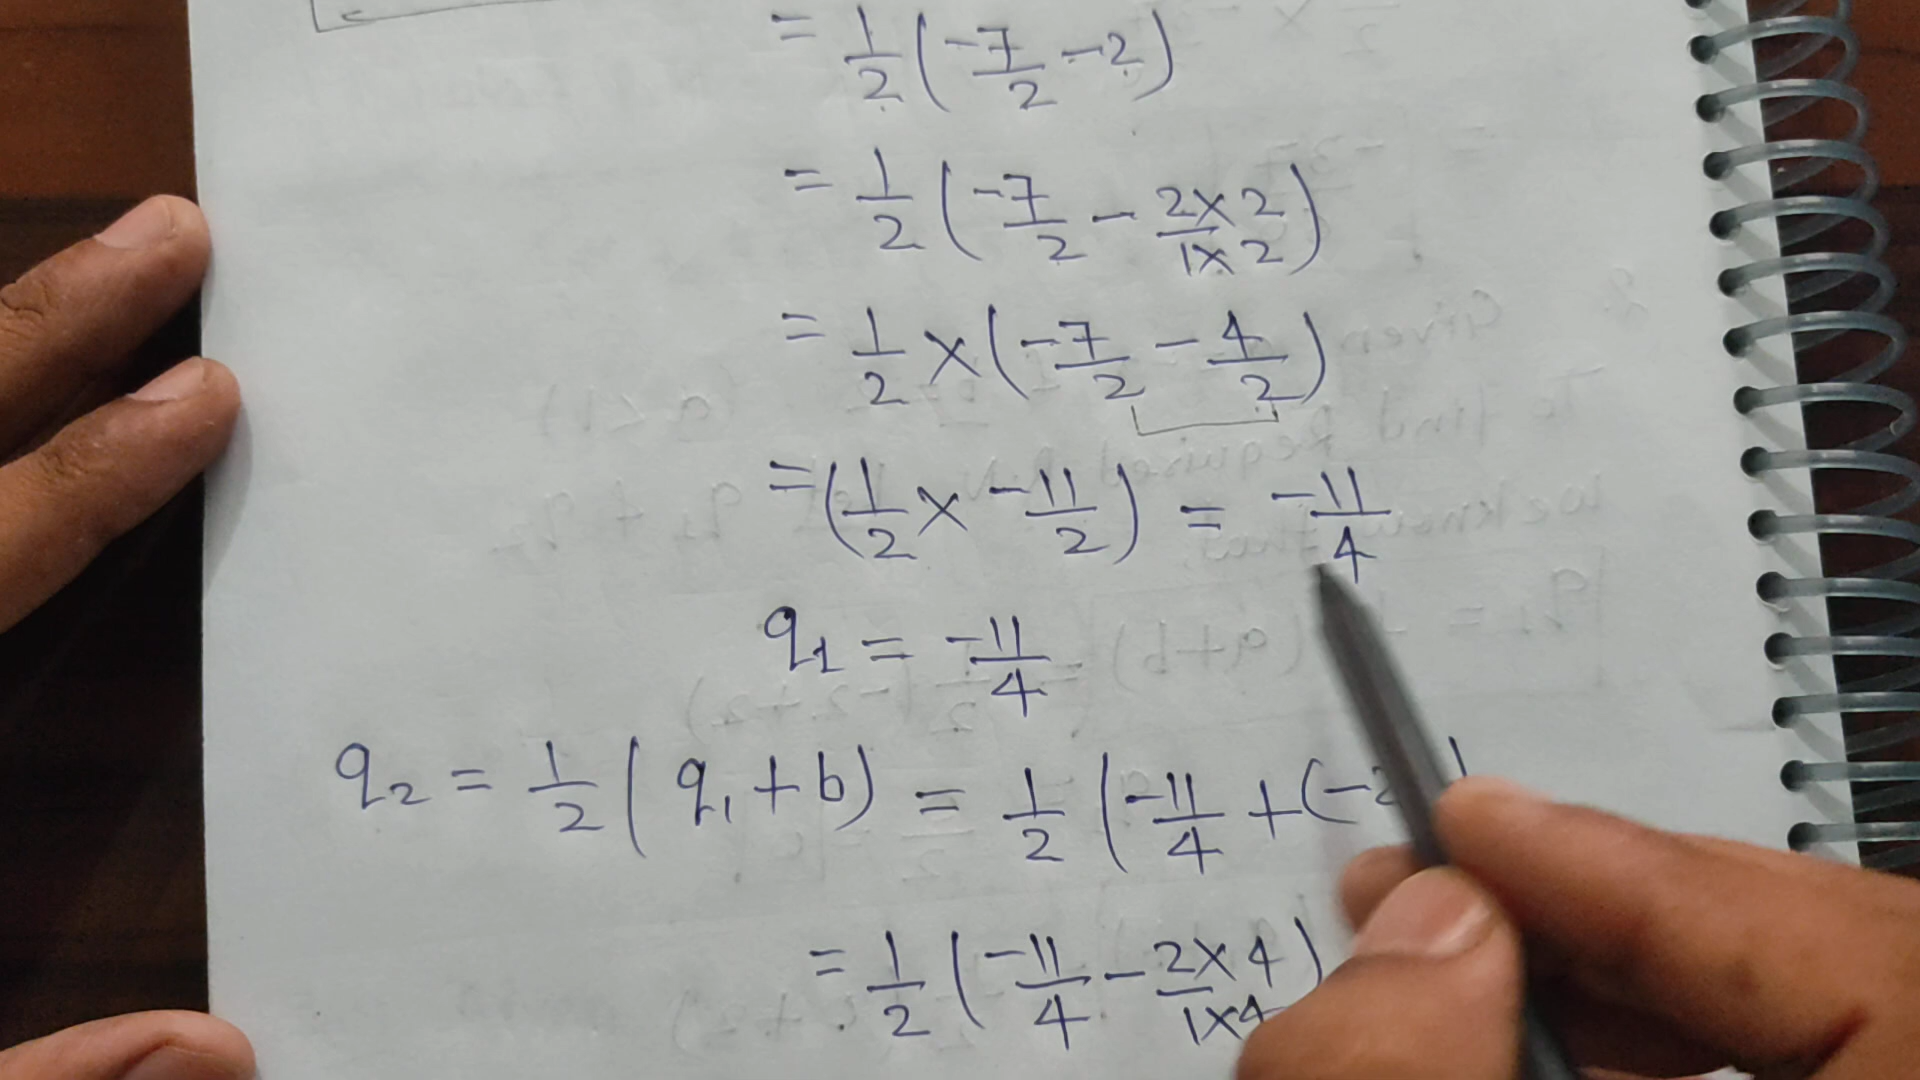 = 1/2 (-7/2 - 2)
= 1/2 (-7/2 - 2×2/1×2)
= 1/2 × (-7/2 - 4/2)
= (1/2 × -11/2) = -11/4
q₁ = -11/4
q₂ = 1/2 (q₁ + b) = 1/2 (-11/4 + (-2
= 1/2 (-11/4 - 2×4/1×4)